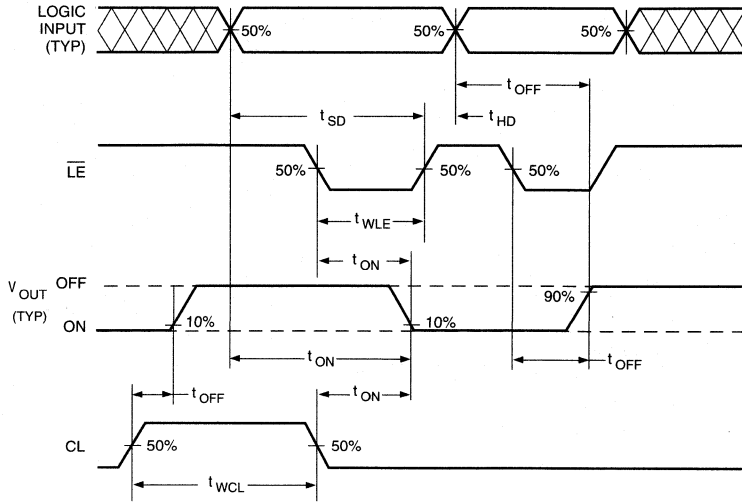 LOGIC
INPUT
(TYP)
50%
50%
50%
t OFF
t SD
t HD
LE
50%
50%
50%
t WLE
t ON
V OUT
(TYP)
OFF
ON
10%
10%
90%
t ON
t OFF
t OFF
t ON
CL
50%
50%
t WCL